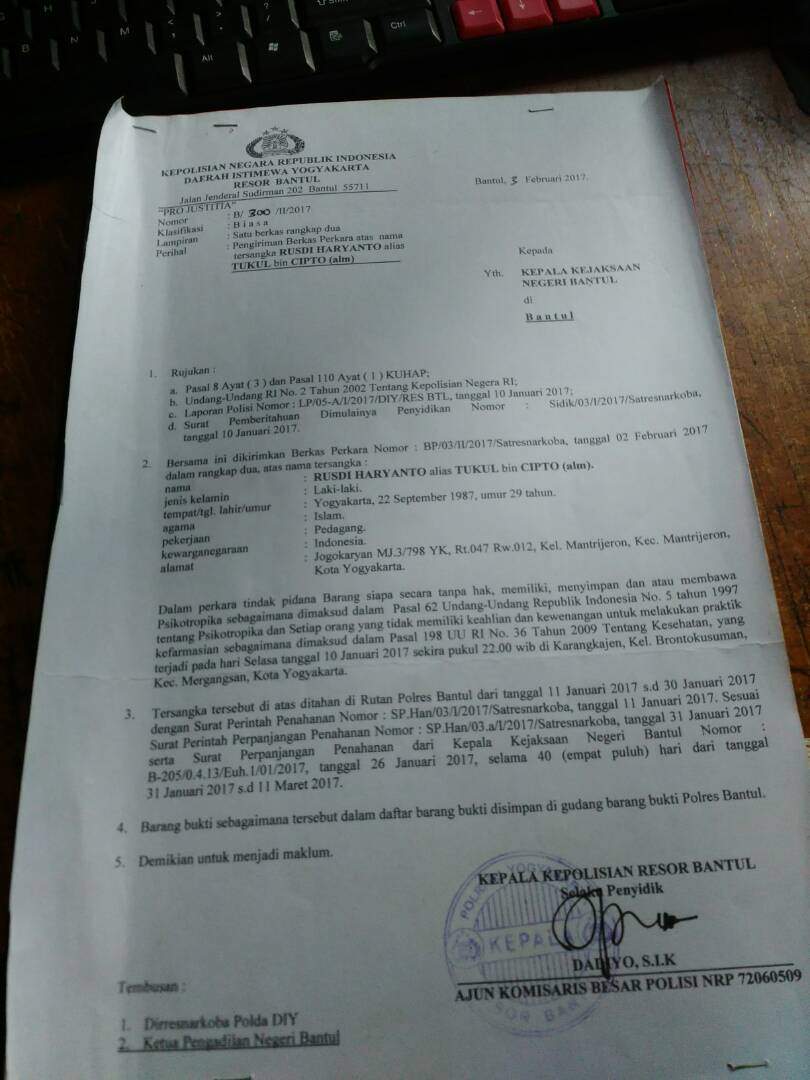 KEPOLISIAN NEGARA REPUBLIK INDONESIA
DAERAH ISTIMEWA YOGYAKARTA
RESOR BANTUL
Jalan Jenderal Sudirman 202 Bantul 55711
Bantul, 3 Februari 2017.
"PRO JUSTITIA"
Nomor : B/ 300 /II/2017
Klasifikasi : B i a s a
Lampiran : Satu berkas rangkap dua
Perihal : Pengiriman Berkas Perkara atas nama
tersangka RUSDI HARYANTO alias
TUKUL bin CIPTO (alm)
Kepada
Yth. KEPALA KEJAKSAAN
NEGERI BANTUL
di
B a n t u l
1. Rujukan :
a. Pasal 8 Ayat ( 3 ) dan Pasal 110 Ayat ( 1 ) KUHAP;
b. Undang-Undang RI No. 2 Tahun 2002 Tentang Kepolisian Negera RI;
c. Laporan Polisi Nomor : LP/05-A/I/2017/DIY/RES BTL, tanggal 10 Januari 2017;
d. Surat Pemberitahuan Dimulainya Penyidikan Nomor : Sidik/03/I/2017/Satresnarkoba,
tanggal 10 Januari 2017.
2. Bersama ini dikirimkan Berkas Perkara Nomor : BP/03/II/2017/Satresnarkoba, tanggal 02 Februari 2017
dalam rangkap dua, atas nama tersangka :
nama : RUSDI HARYANTO alias TUKUL bin CIPTO (alm).
jenis kelamin : Laki-laki.
tempat/tgl. lahir/umur : Yogyakarta, 22 September 1987, umur 29 tahun.
agama : Islam.
pekerjaan : Pedagang.
kewarganegaraan : Indonesia.
alamat : Jogokaryan MJ.3/798 YK, Rt.047 Rw.012, Kel. Mantrijeron, Kec. Mantrijeron,
Kota Yogyakarta.
Dalam perkara tindak pidana Barang siapa secara tanpa hak, memiliki, menyimpan dan atau membawa
Psikotropika sebagaimana dimaksud dalam Pasal 62 Undang-Undang Republik Indonesia No. 5 tahun 1997
tentang Psikotropika dan Setiap orang yang tidak memiliki keahlian dan kewenangan untuk melakukan praktik
kefarmasian sebagaimana dimaksud dalam Pasal 198 UU RI No. 36 Tahun 2009 Tentang Kesehatan, yang
terjadi pada hari Selasa tanggal 10 Januari 2017 sekira pukul 22.00 wib di Karangkajen, Kel. Brontokusuman,
Kec. Mergangsan, Kota Yogyakarta.
3. Tersangka tersebut di atas ditahan di Rutan Polres Bantul dari tanggal 11 Januari 2017 s.d 30 Januari 2017
dengan Surat Perintah Penahanan Nomor : SP.Han/03/I/2017/Satresnarkoba, tanggal 11 Januari 2017. Sesuai
Surat Perintah Perpanjangan Penahanan Nomor : SP.Han/03.a/I/2017/Satresnarkoba, tanggal 31 Januari 2017
serta Surat Perpanjangan Penahanan dari Kepala Kejaksaan Negeri Bantul Nomor :
B-205/0.4.13/Euh.1/01/2017, tanggal 26 Januari 2017, selama 40 (empat puluh) hari dari tanggal
31 Januari 2017 s.d 11 Maret 2017.
4. Barang bukti sebagaimana tersebut dalam daftar barang bukti disimpan di gudang barang bukti Polres Bantul.
5. Demikian untuk menjadi maklum.
KEPALA KEPOLISIAN RESOR BANTUL
Selaku Penyidik
KEPALA
DADIYO, S.I.K
AJUN KOMISARIS BESAR POLISI NRP 72060509
Tembusan :
1. Dirresnarkoba Polda DIY
2. Ketua Pengadilan Negeri Bantul
Alt
Ctrl
Shift
B
N
M